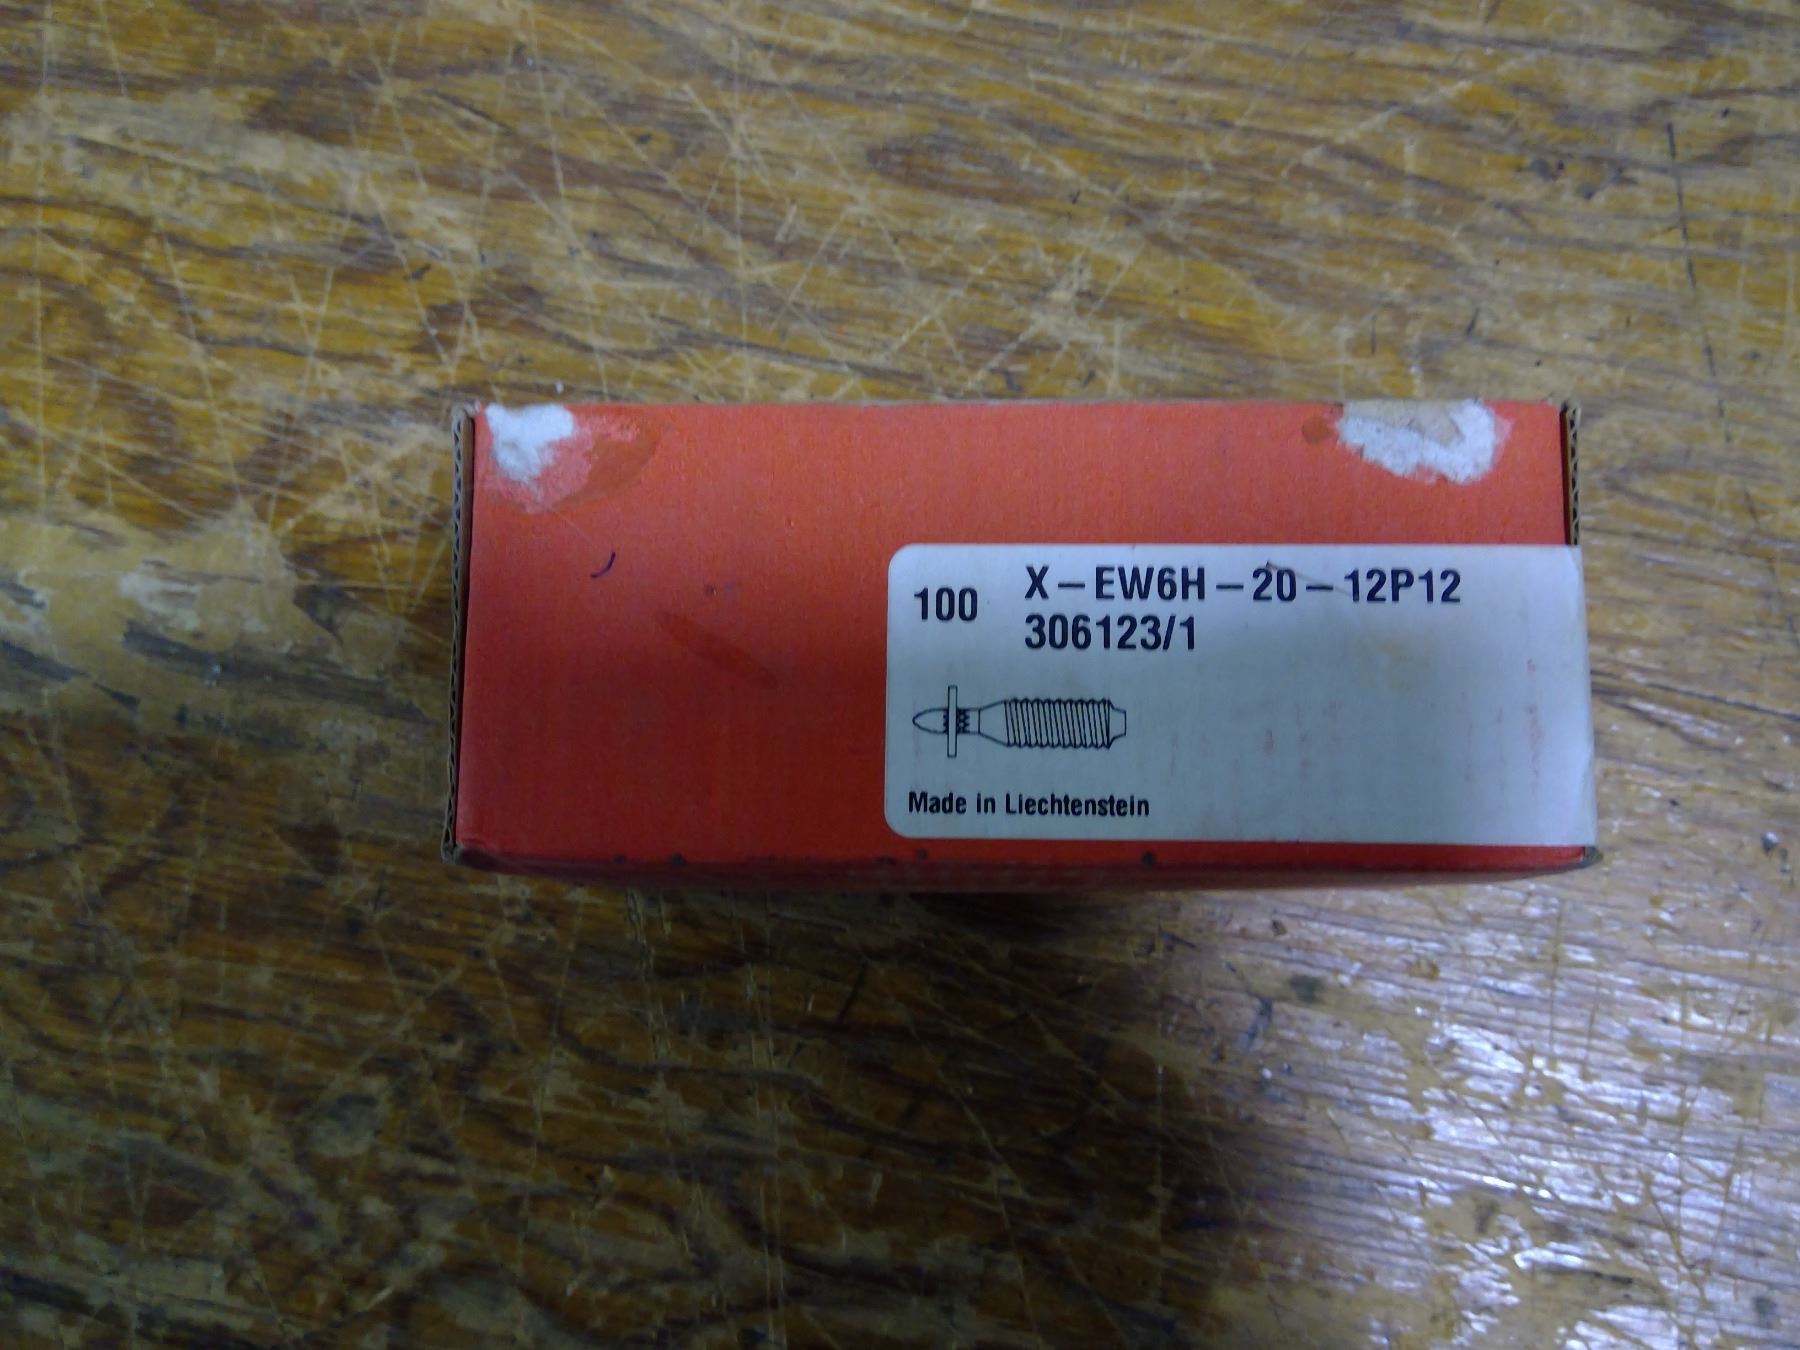 100
X-EW6H-20-12P12
306123/1
Made in Liechtenstein